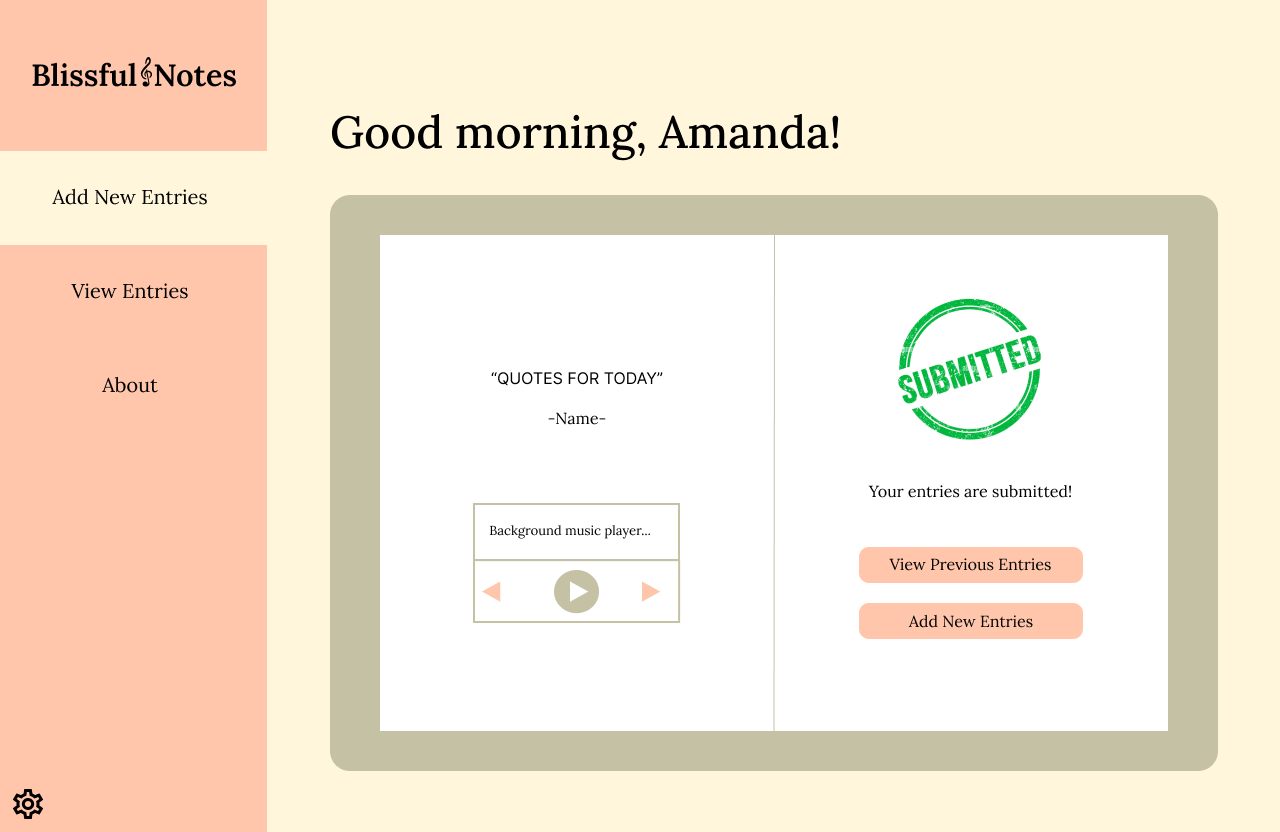 Blissful Notes
Add New Entries
View Entries
About
Good morning, Amanda!
“QUOTES FOR TODAY”
-Name-
Background music player...
SUBMITTED
Your entries are submitted!
View Previous Entries
Add New Entries